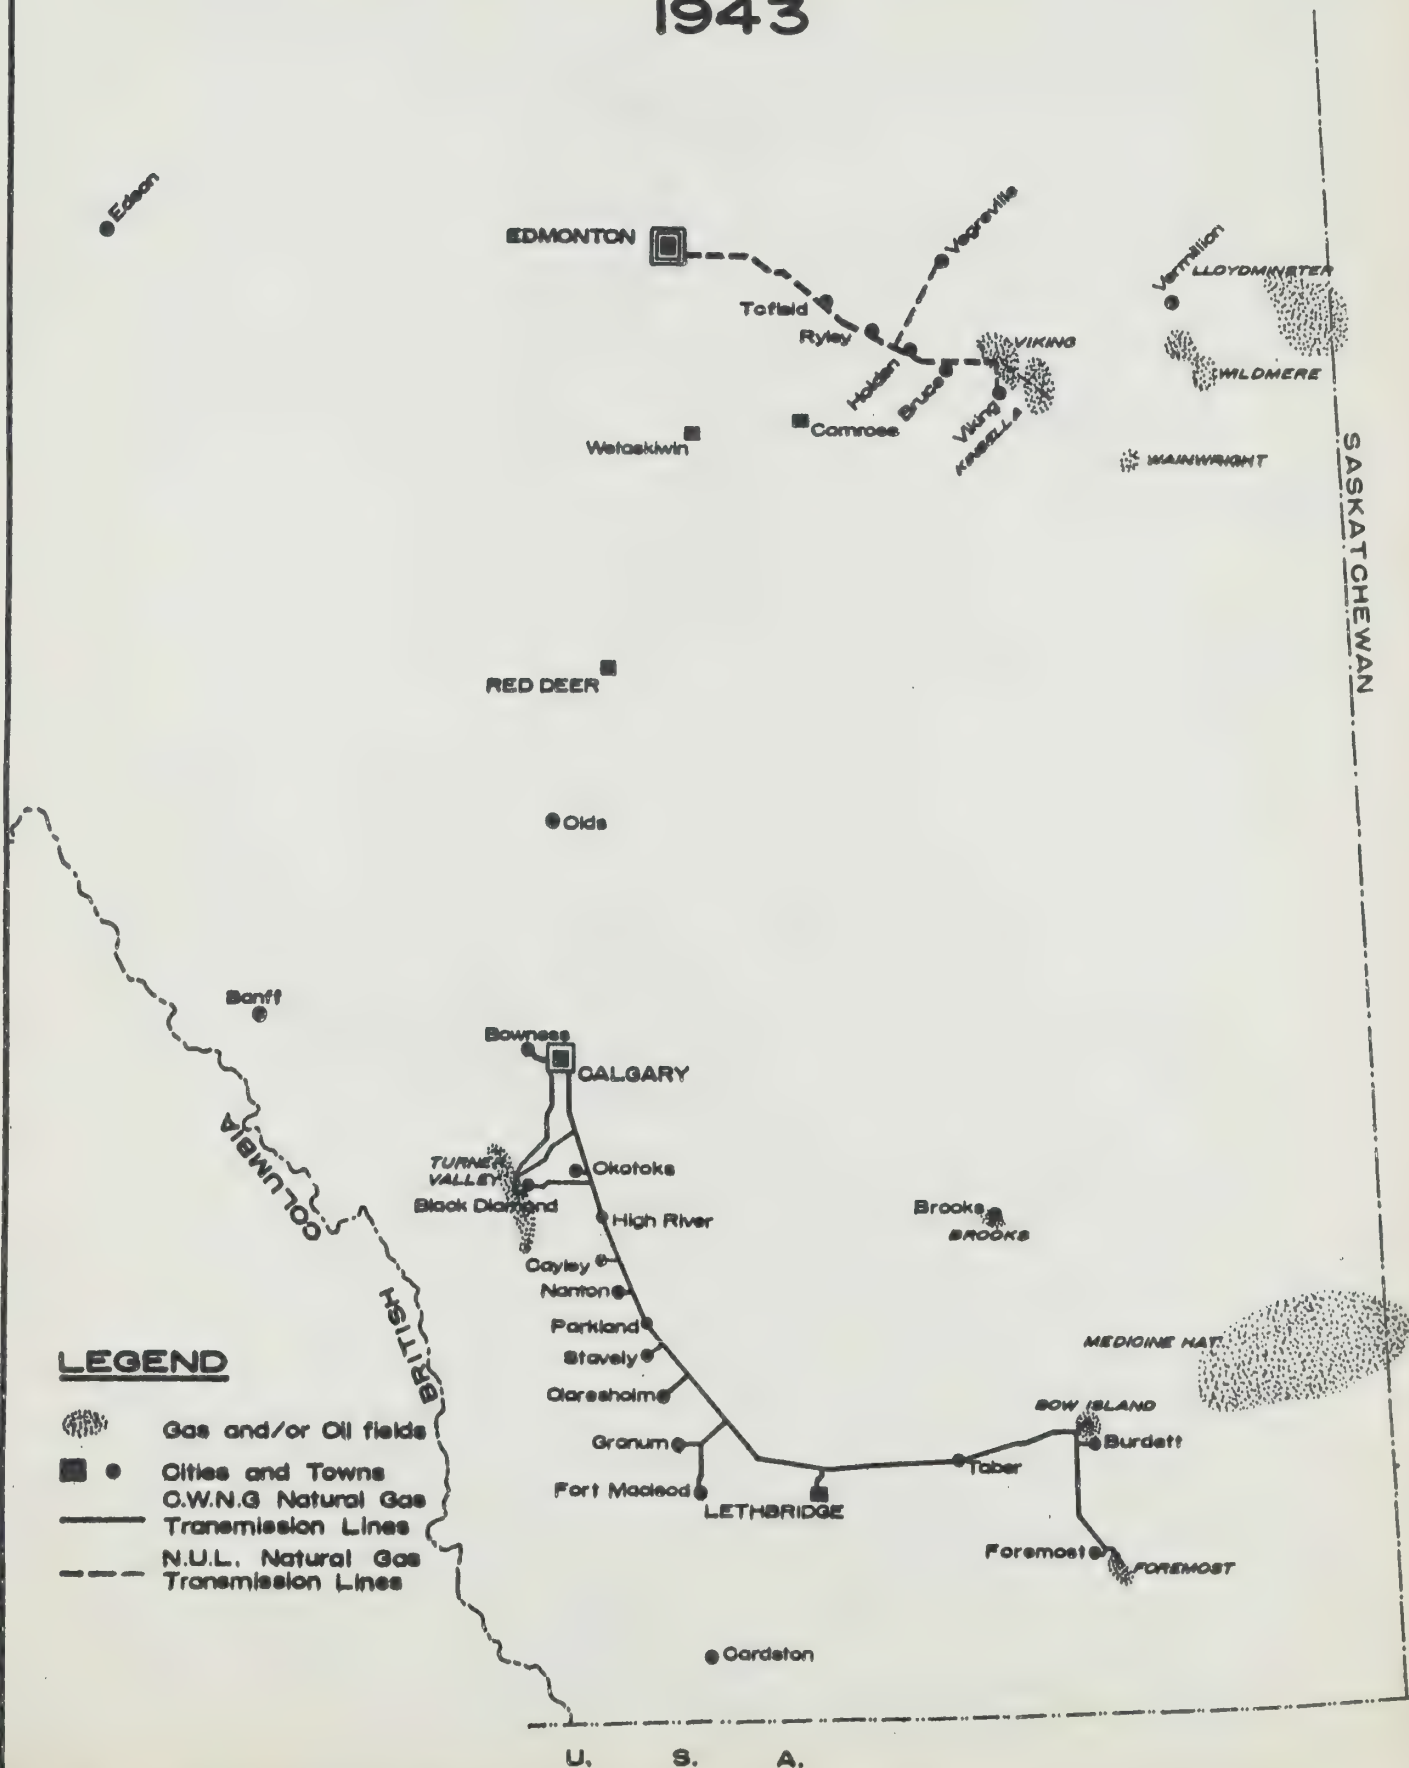 1943
Edson
EDMONTON
Vegreville
Vermillion
LLOYDMINSTER
Tofield
Ryley
VIKING
Holden
Bruce
Viking
KINSELLA
WILDMERE
Wetaskiwin
Camrose
WAINWRIGHT
SASKATCHEWAN
RED DEER
Olds
Banff
Bowness
CALGARY
BRITISH COLUMBIA
TURNER
VALLEY
Okotoks
Black Diamond
High River
Brooks
BROOKS
Cayley
Nanton
Parkland
Stavely
MEDICINE HAT
Claresholm
BOW ISLAND
Granum
Burdett
Taber
Fort Macleod
LETHBRIDGE
Foremost
FOREMOST
Cardston
LEGEND
Gas and/or Oil fields
Cities and Towns
C.W.N.G Natural Gas
Transmission Lines
N.U.L. Natural Gas
Transmission Lines
U. S. A.